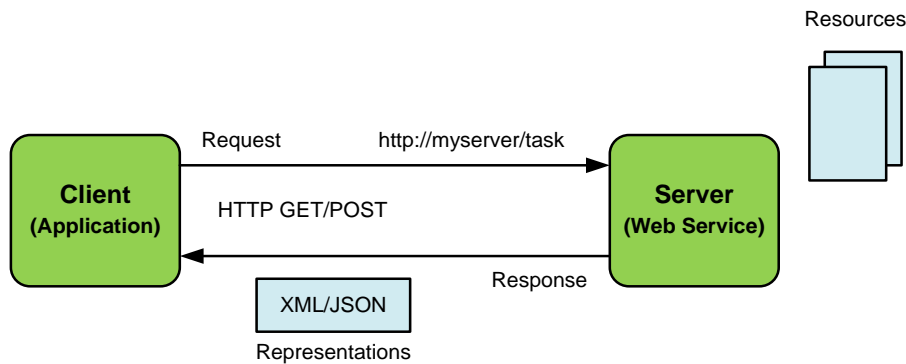 Resources
Request http://myserver/task
Client
(Application)
Server
(Web Service)
HTTP GET/POST
Response
XML/JSON
Representations